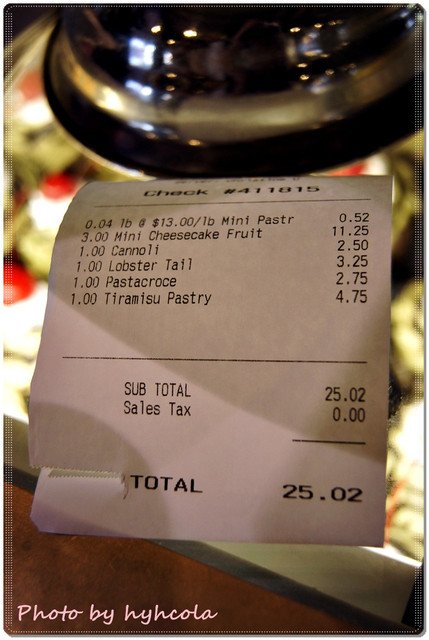 Check #411815
0.04 lb @ $13.00/lb Mini Pastr 0.52
3.00 Mini Cheesecake Fruit 11.25
1.00 Cannoli 2.50
1.00 Lobster Tail 3.25
1.00 Pastacroce 2.75
1.00 Tiramisu Pastry 4.75
SUB TOTAL 25.02
Sales Tax 0.00
TOTAL 25.02
Photo by hyhcola